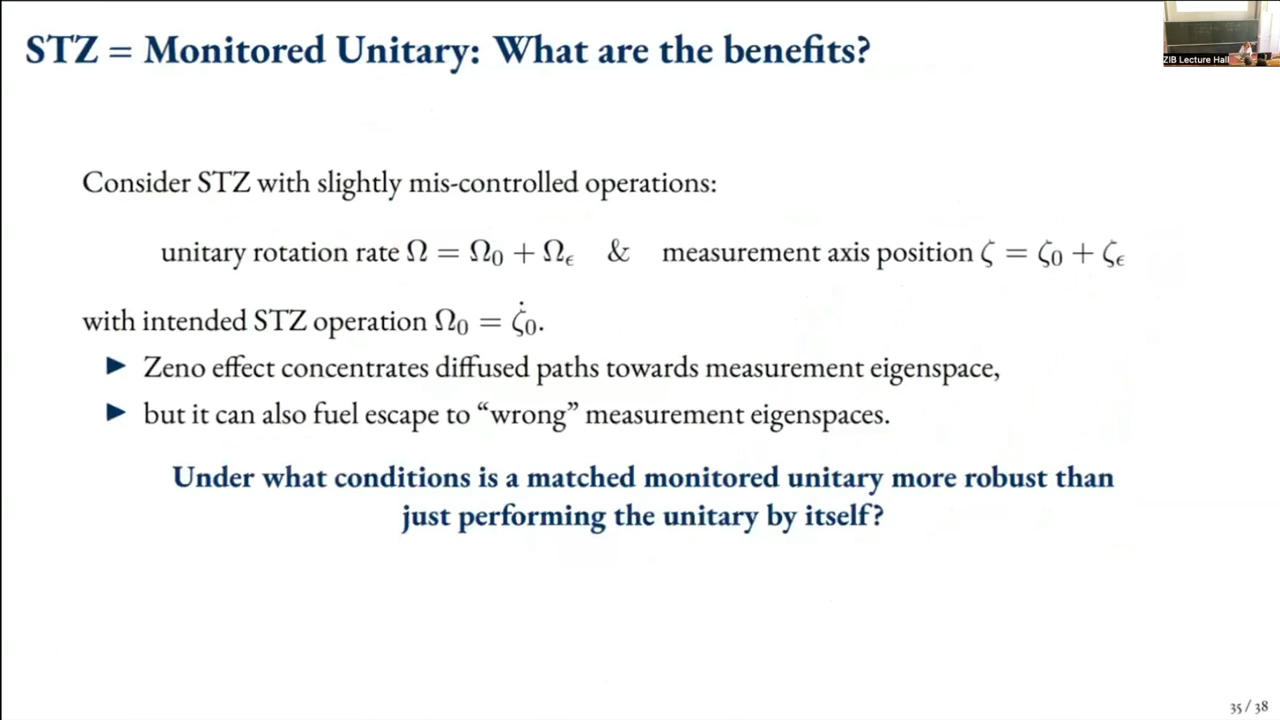 STZ = Monitored Unitary: What are the benefits?
ZIB Lecture Hall
Consider STZ with slightly mis-controlled operations:
unitary rotation rate Ω = Ω₀ + Ω_ϵ & measurement axis position ζ = ζ₀ + ζ_ϵ
with intended STZ operation Ω₀ = ζ̇₀.
▶ Zeno effect concentrates diffused paths towards measurement eigenspace,
▶ but it can also fuel escape to “wrong” measurement eigenspaces.
Under what conditions is a matched monitored unitary more robust than
just performing the unitary by itself?
35 / 38